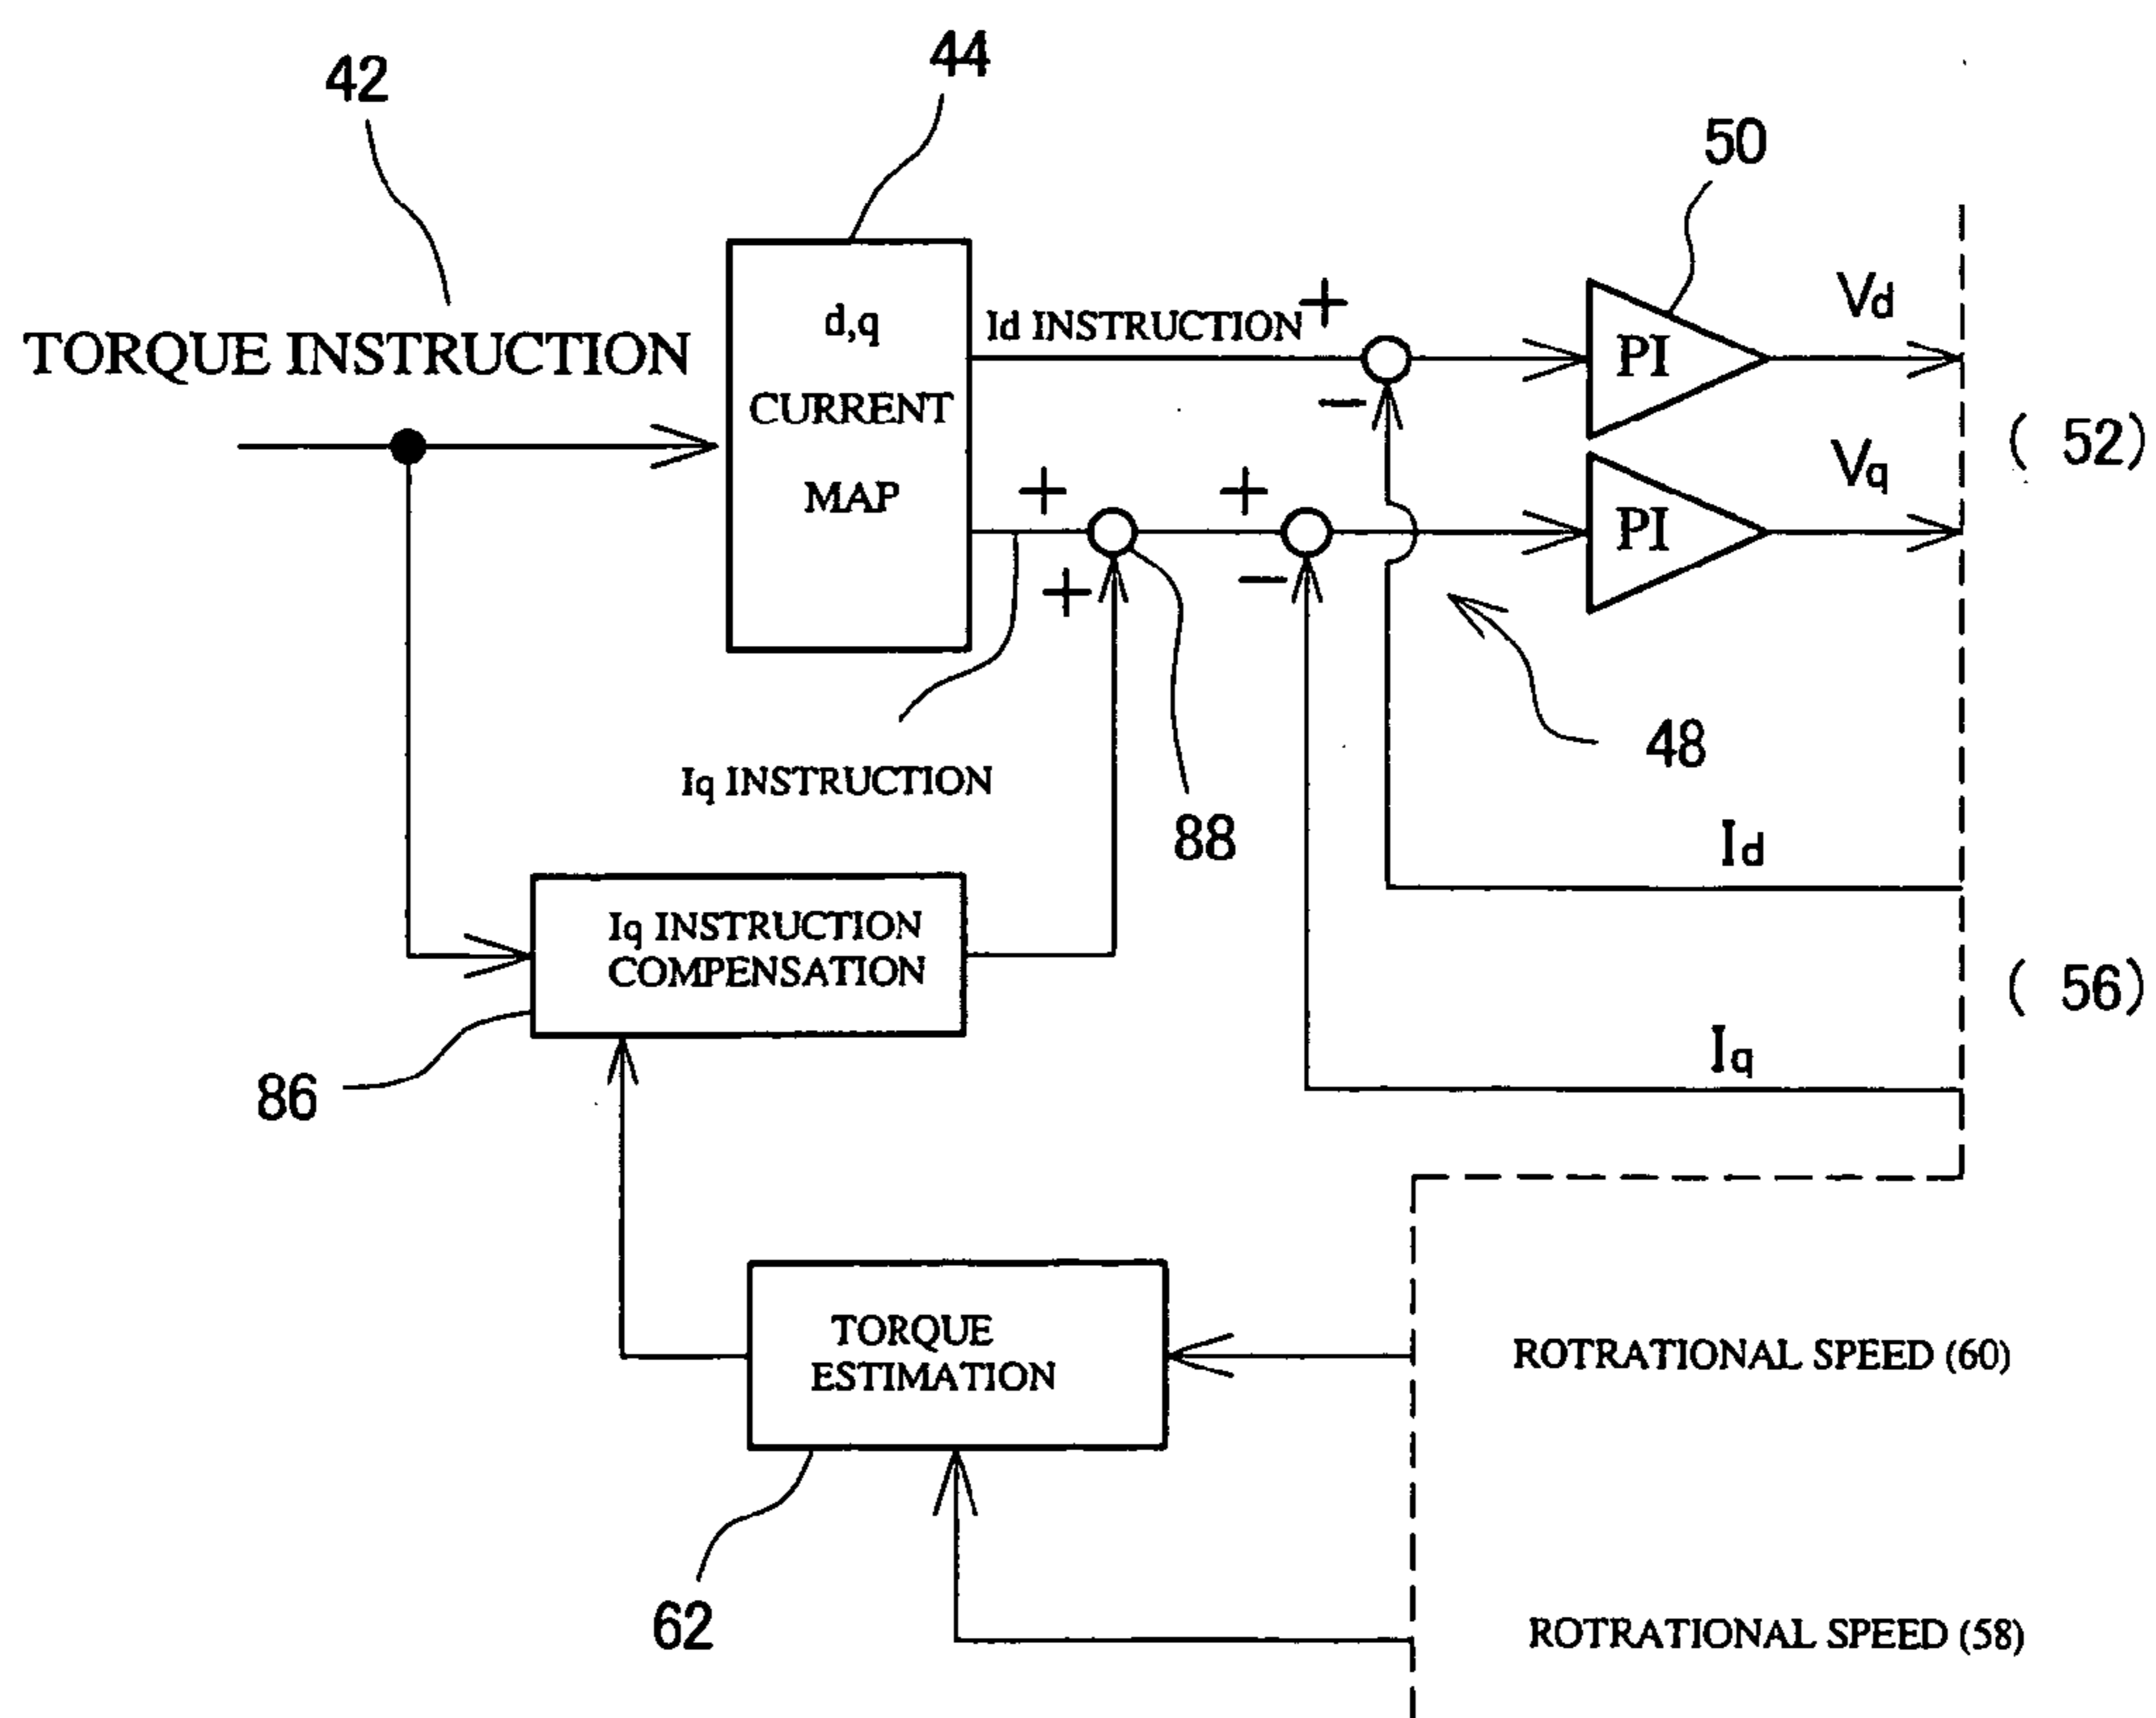 44
42
50
Vd
d,q
Id INSTRUCTION
+
TORQUE INSTRUCTION
PI
CURRENT
−
( 52)
Vq
MAP
+
+
PI
+
−
48
Iq INSTRUCTION
88
Id
Iq INSTRUCTION
COMPENSATION
( 56)
Iq
86
TORQUE
ESTIMATION
ROTRATIONAL SPEED (60)
62
ROTRATIONAL SPEED (58)